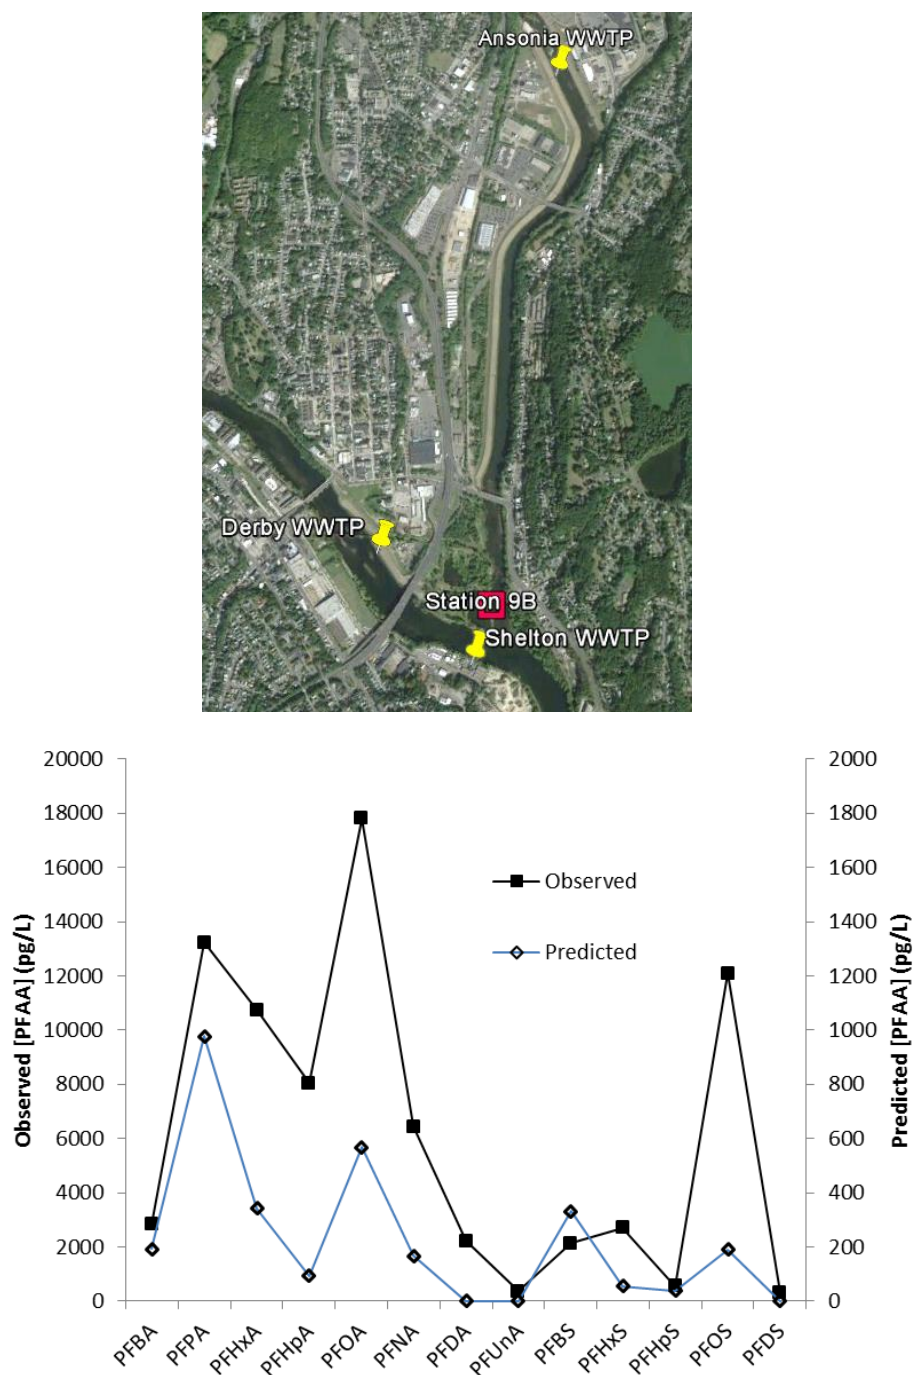 Ansonia WWTP
Derby WWTP
Station 9B
Shelton WWTP
20000
18000
16000
14000
12000
10000
8000
6000
4000
2000
0
Observed [PFAA] (pg/L)
Observed
Predicted
2000
1800
1600
1400
1200
1000
800
600
400
200
0
Predicted [PFAA] (pg/L)
PFBA
PFPA
PFHxA
PFHpA
PFOA
PFNA
PFDA
PFUnA
PFBS
PFHxS
PFHpS
PFOS
PFDS